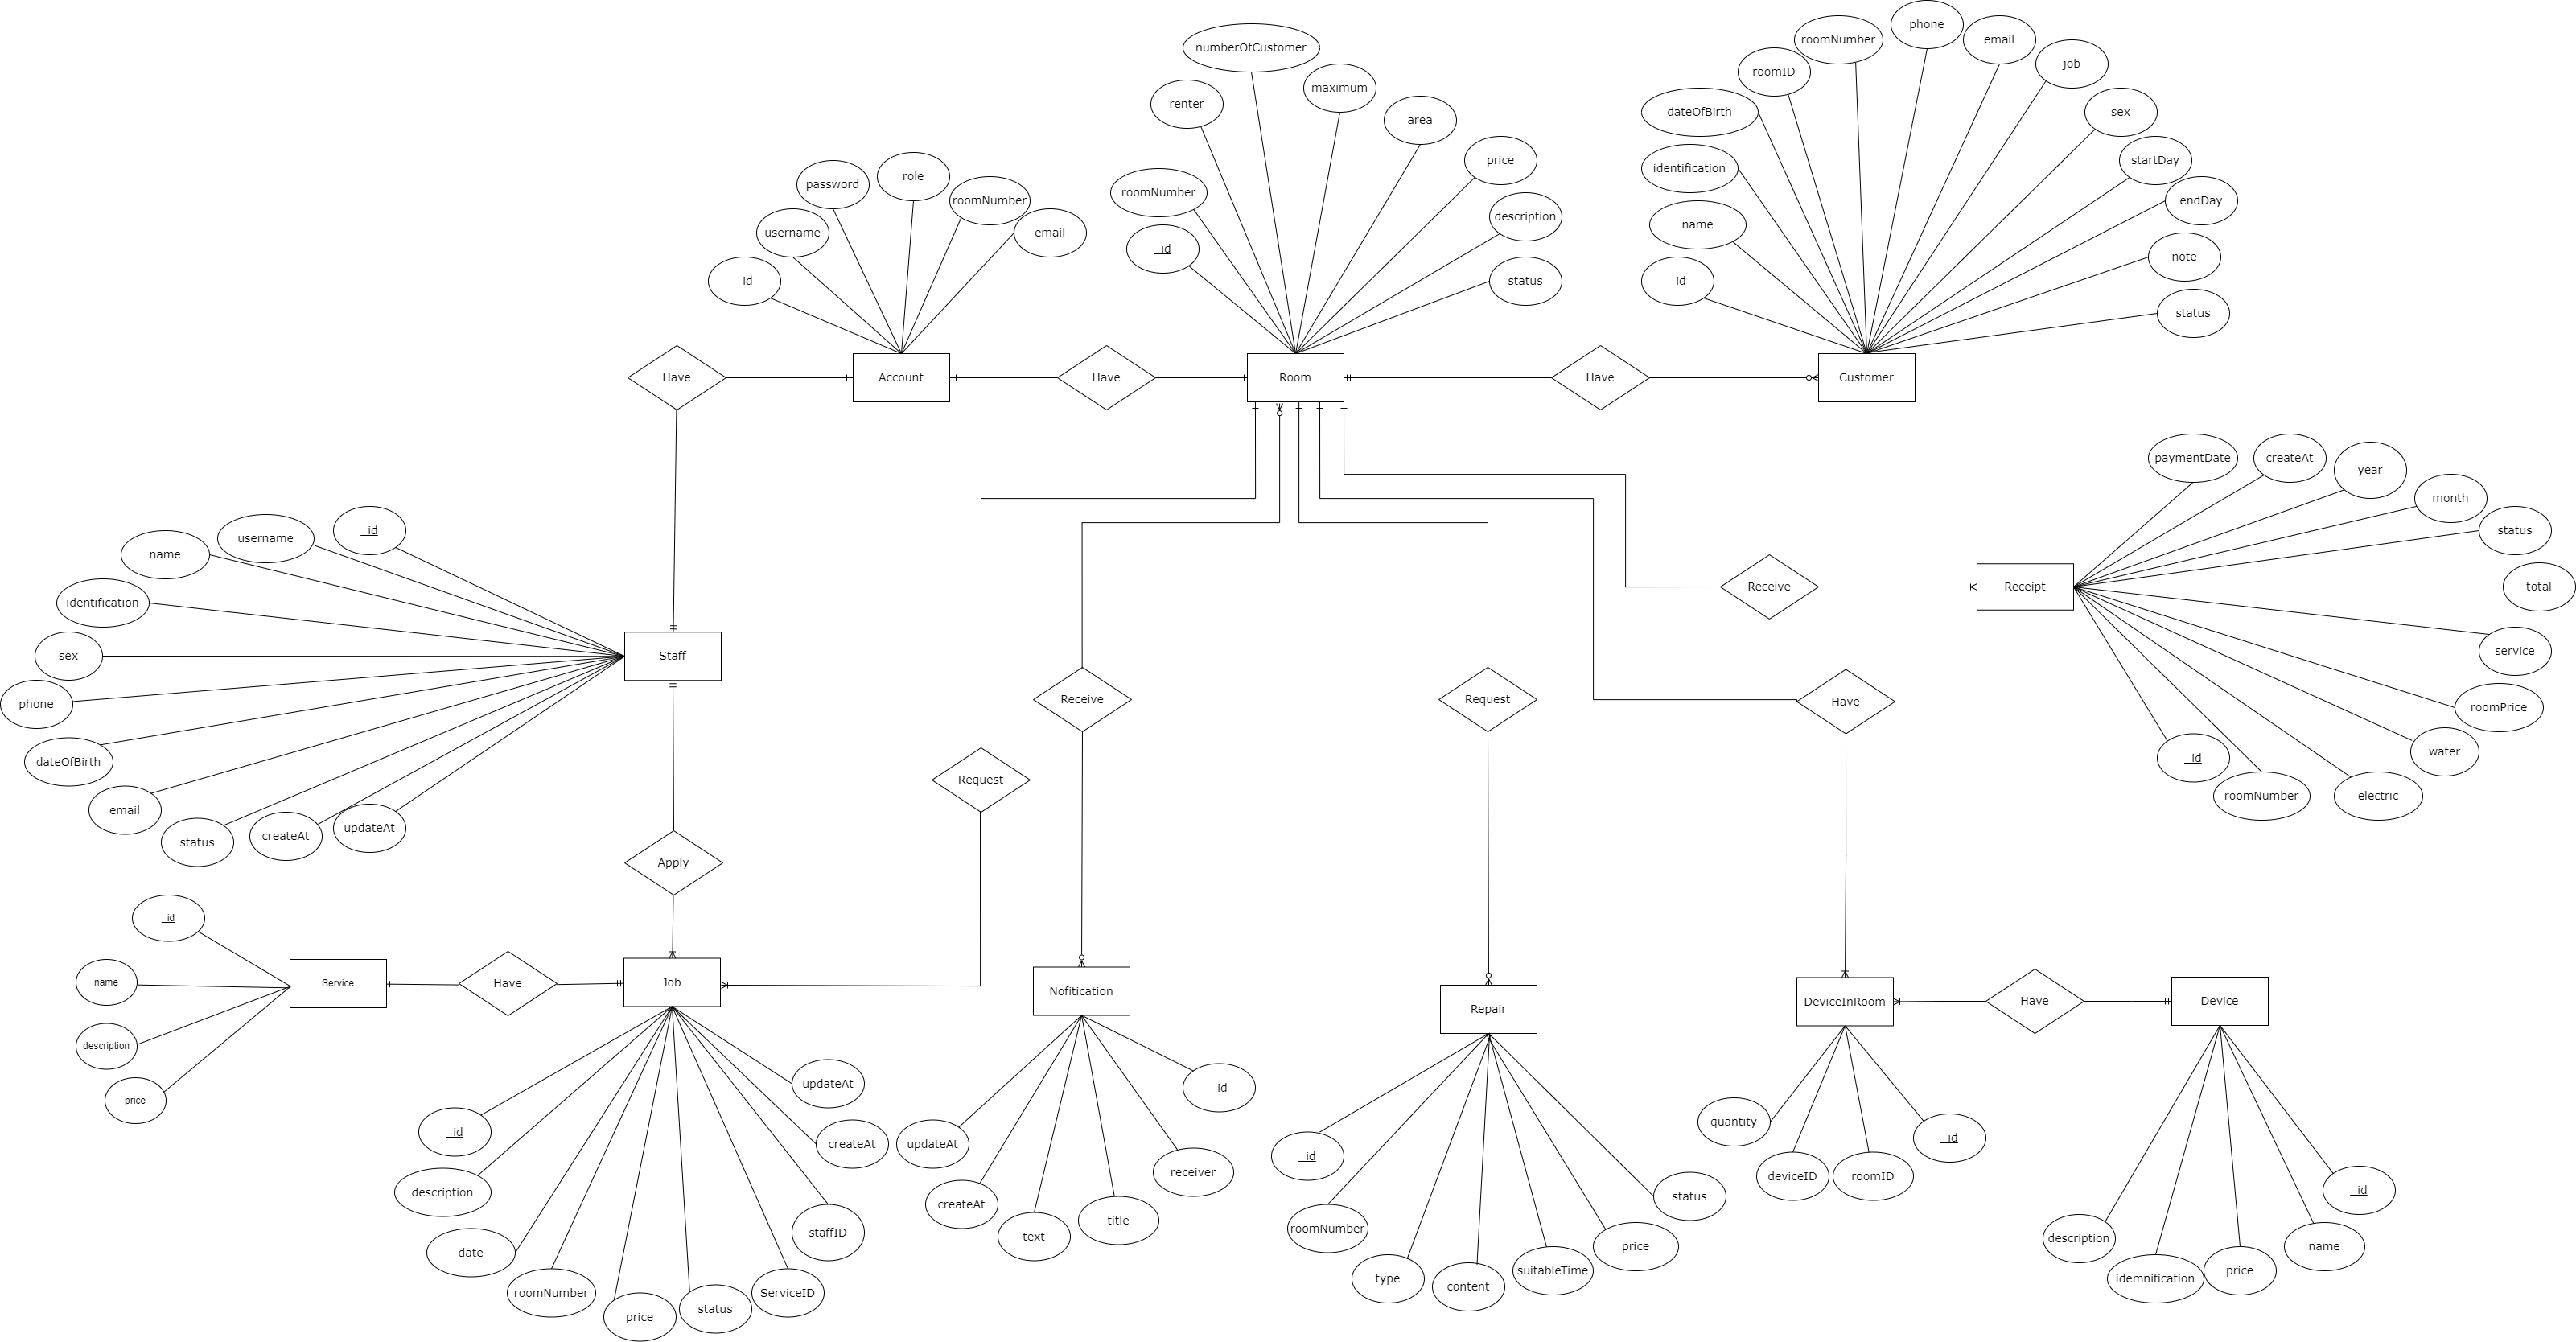 phone
roomNumber
email
numberOfCustomer
job
roomID
maximum
renter
dateOfBirth
sex
area
price
startDay
identification
role
password
roomNumber
roomNumber
endDay
description
name
username
email
_id
note
_id
status
_id
status
Have
Account
Have
Room
Have
Customer
paymentDate
createAt
year
month
_id
status
username
name
Receive
Receipt
total
identification
sex
Staff
service
phone
Receive
Request
Have
roomPrice
water
dateOfBirth
_id
Request
roomNumber
electric
email
updateAt
createAt
status
Apply
_id
name
Service
Have
Job
Nofitication
Repair
DeviceInRoom
Have
Device
description
price
updateAt
_id
quantity
_id
createAt
updateAt
_id
_id
receiver
deviceID
roomID
description
_id
status
createAt
title
roomNumber
staffID
text
description
name
date
price
suitableTime
price
type
idemnification
content
roomNumber
ServiceID
status
price